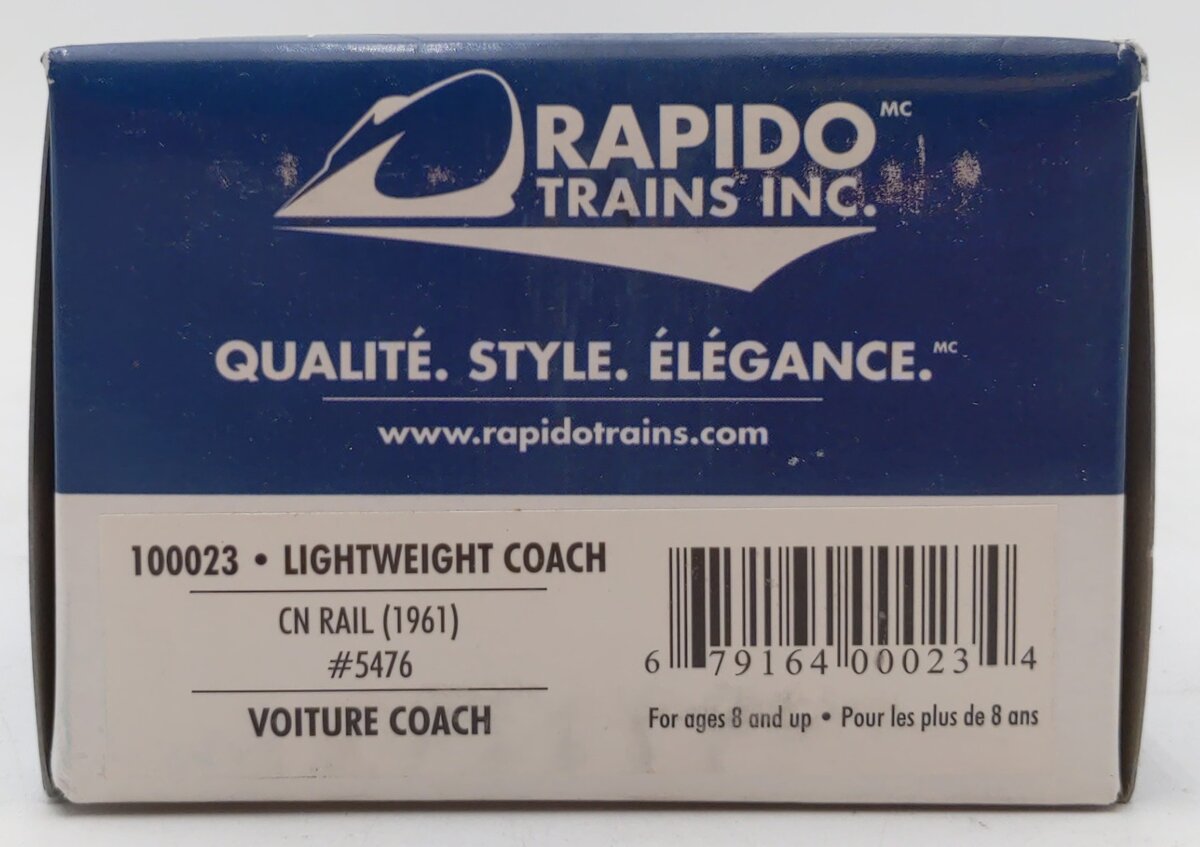 RAPIDO MC
TRAINS INC.
QUALITÉ. STYLE. ÉLÉGANCE. MC
www.rapidotrains.com
100023 • LIGHTWEIGHT COACH
CN RAIL (1961)
#5476
VOITURE COACH
6 79164 00023 4
For ages 8 and up • Pour les plus de 8 ans